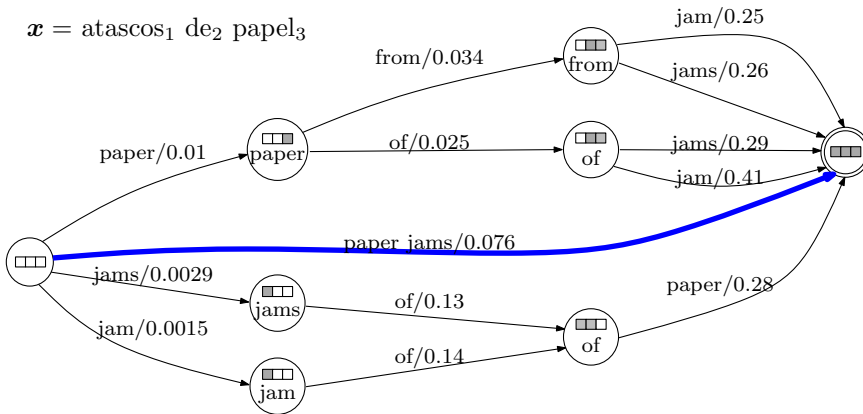 x = atascos1 de2 papel3
jam/0.25
from/0.034
from
jams/0.26
paper/0.01
paper
of/0.025
of
jams/0.29
jam/0.41
paper jams/0.076
jams/0.0029
jams
of/0.13
paper/0.28
jam/0.0015
of
of/0.14
jam